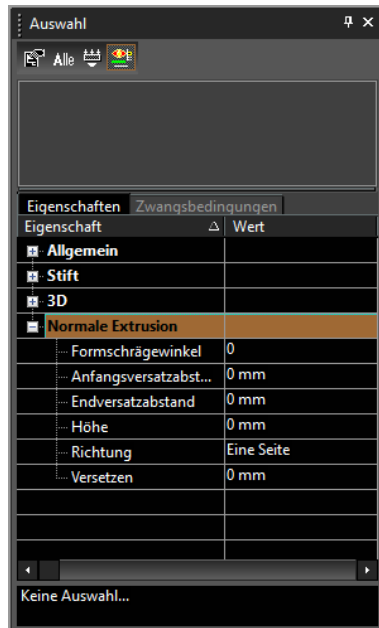 Auswahl
Alle
Eigenschaften Zwangsbedingungen
Eigenschaft Wert
Allgemein
Stift
3D
Normale Extrusion
Formschrägewinkel 0
Anfangsversatzabst... 0 mm
Endversatzabstand 0 mm
Höhe 0 mm
Richtung Eine Seite
Versetzen 0 mm
Keine Auswahl...